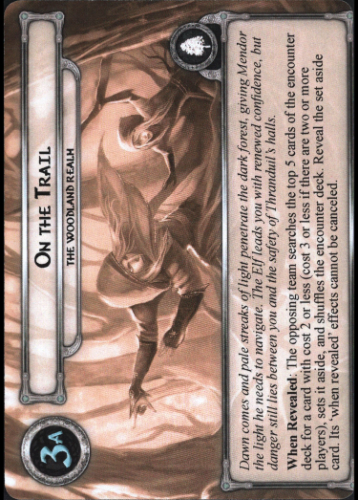 3A
ON THE TRAIL
THE WOODLAND REALM
Dawn comes and pale streaks of light penetrate the dark forest, giving Mendor
the light he needs to navigate. The Elf leads you with renewed confidence, but
danger still lies between you and the safety of Thranduil's halls.
When Revealed: The opposing team searches the top 5 cards of the encounter
deck for a card with cost 2 or less (cost 3 or less if there are two or more
players), sets it aside, and shuffles the encounter deck. Reveal the set aside
card. Its 'when revealed' effects cannot be canceled.